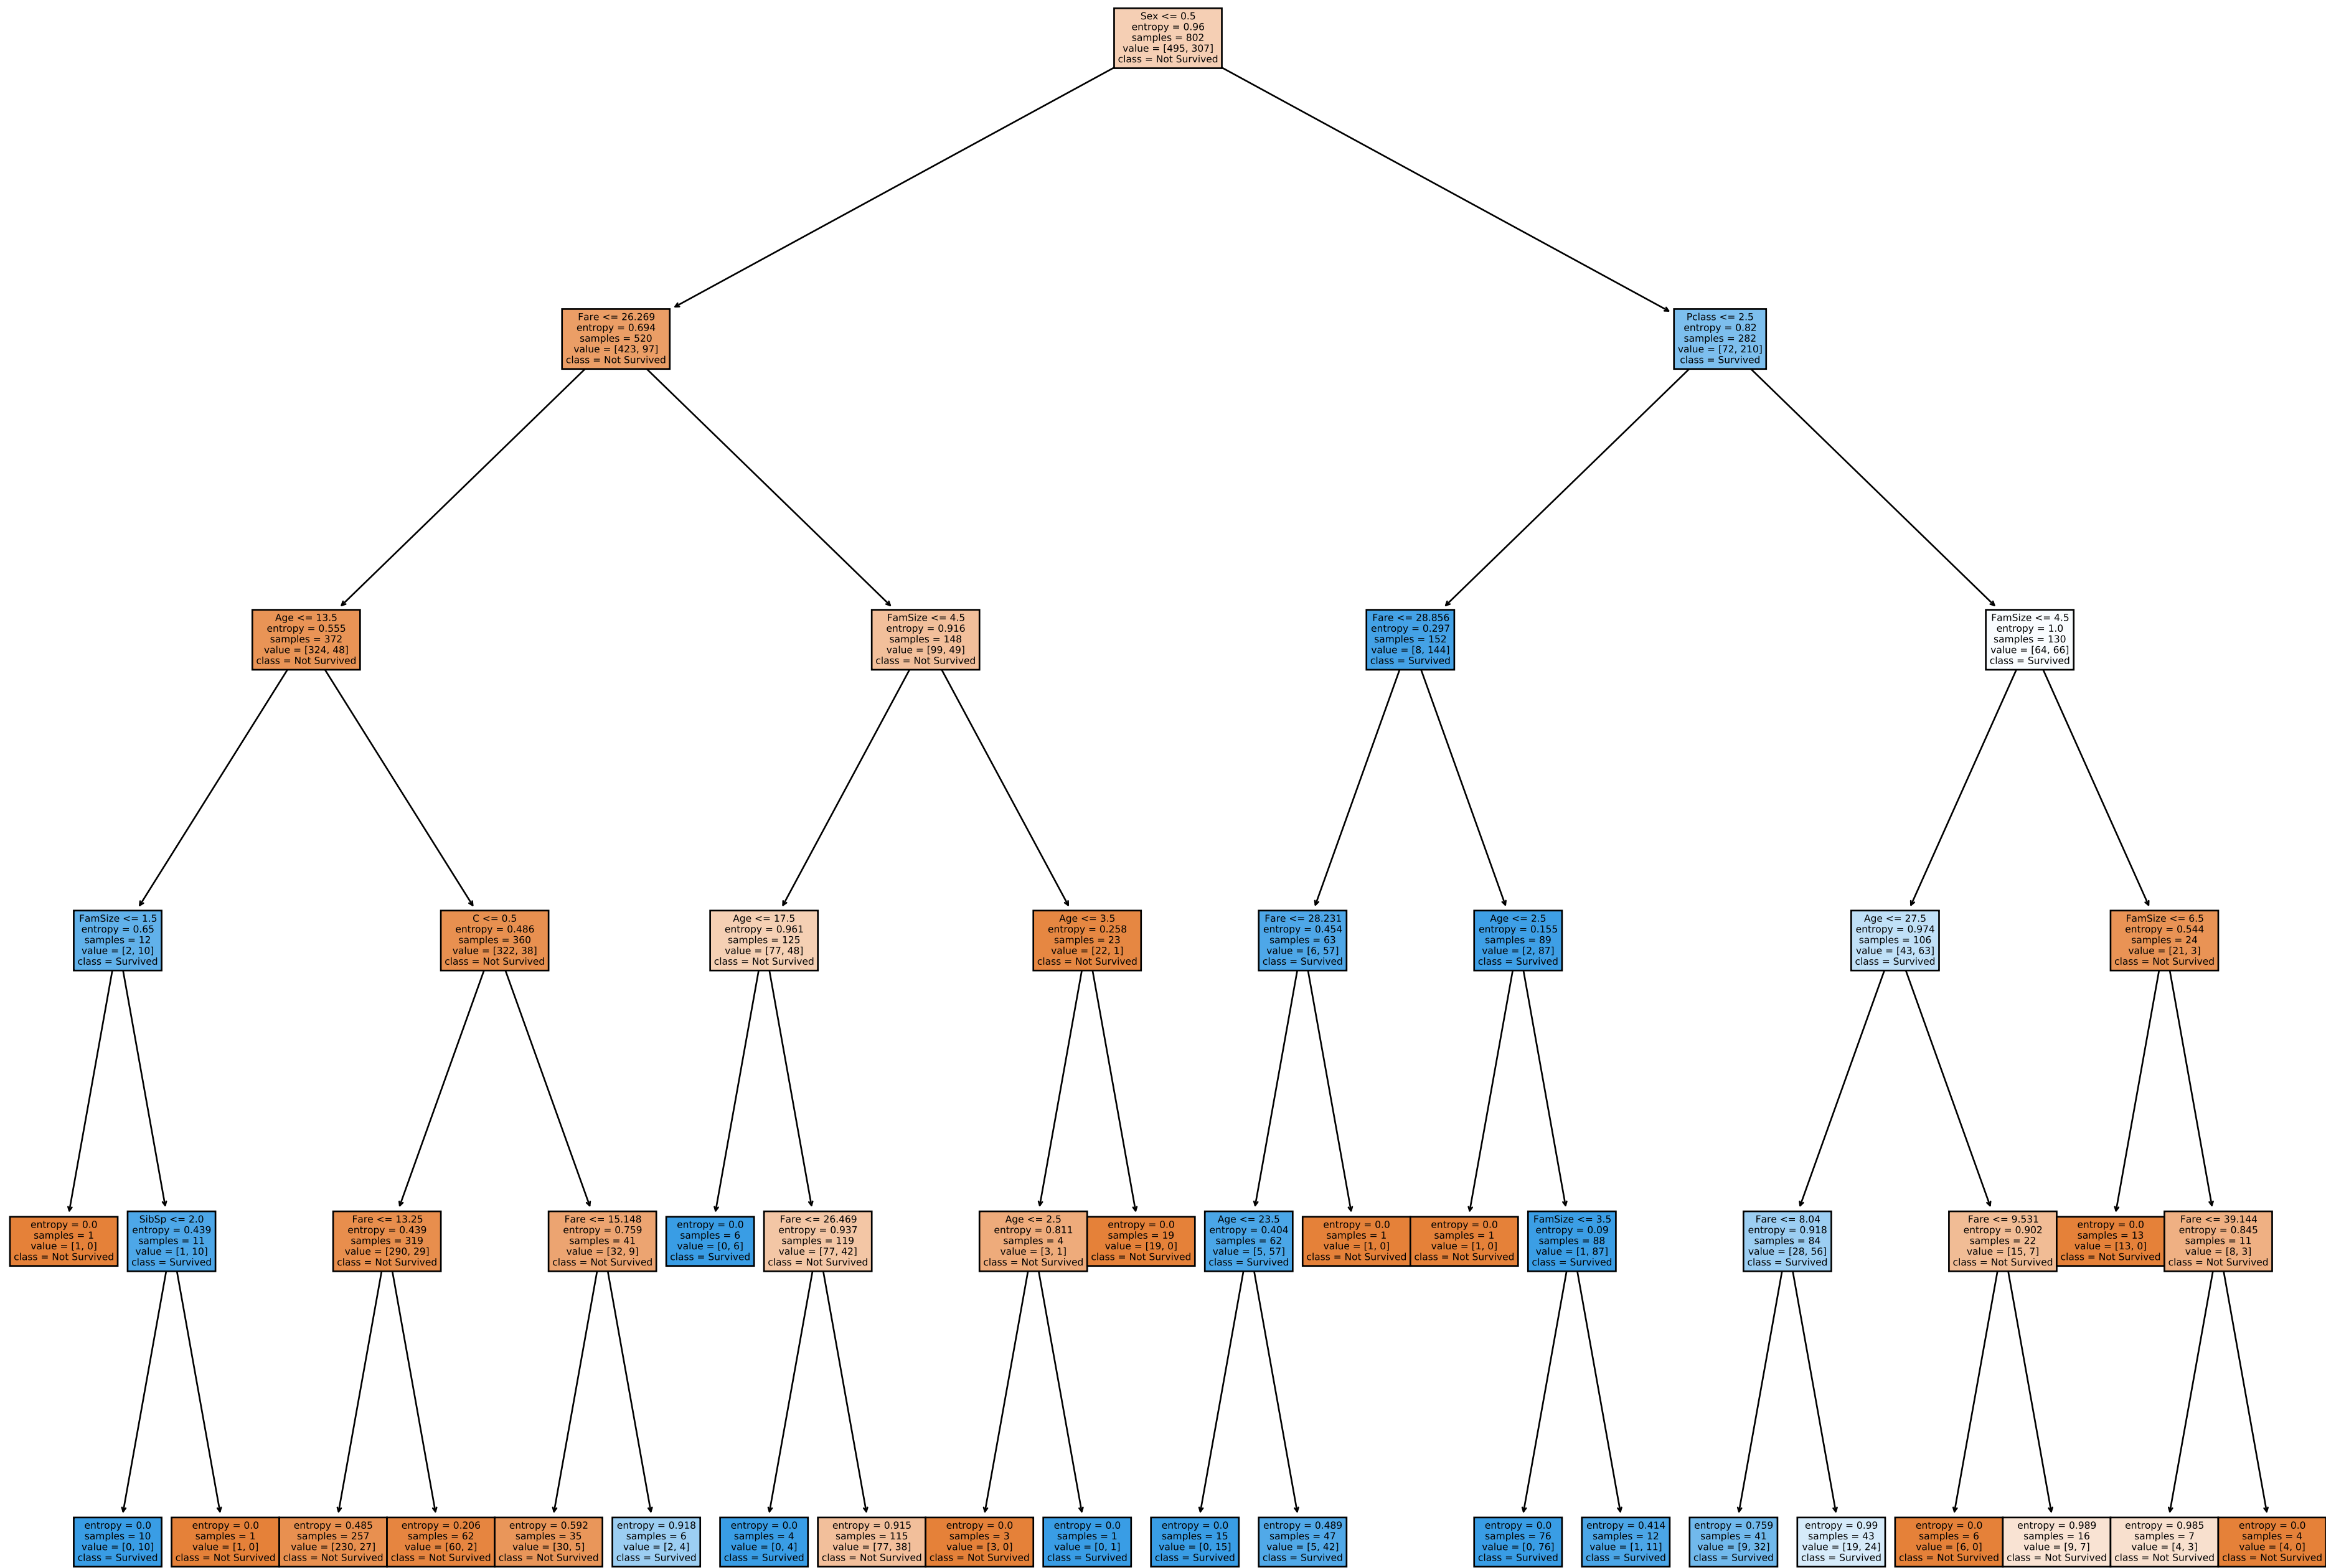 Sex <= 0.5
entropy = 0.96
samples = 802
value = [495, 307]
class = Not Survived
Fare <= 26.269
entropy = 0.694
samples = 520
value = [423, 97]
class = Not Survived
Pclass <= 2.5
entropy = 0.82
samples = 282
value = [72, 210]
class = Survived
Age <= 13.5
entropy = 0.555
samples = 372
value = [324, 48]
class = Not Survived
FamSize <= 4.5
entropy = 0.916
samples = 148
value = [99, 49]
class = Not Survived
Fare <= 28.856
entropy = 0.297
samples = 152
value = [8, 144]
class = Survived
FamSize <= 4.5
entropy = 1.0
samples = 130
value = [64, 66]
class = Survived
FamSize <= 1.5
entropy = 0.65
samples = 12
value = [2, 10]
class = Survived
C <= 0.5
entropy = 0.486
samples = 360
value = [322, 38]
class = Not Survived
Age <= 17.5
entropy = 0.961
samples = 125
value = [77, 48]
class = Not Survived
Age <= 3.5
entropy = 0.258
samples = 23
value = [22, 1]
class = Not Survived
Fare <= 28.231
entropy = 0.454
samples = 63
value = [6, 57]
class = Survived
Age <= 2.5
entropy = 0.155
samples = 89
value = [2, 87]
class = Survived
Age <= 27.5
entropy = 0.974
samples = 106
value = [43, 63]
class = Survived
FamSize <= 6.5
entropy = 0.544
samples = 24
value = [21, 3]
class = Not Survived
entropy = 0.0
samples = 1
value = [1, 0]
class = Not Survived
SibSp <= 2.0
entropy = 0.439
samples = 11
value = [1, 10]
class = Survived
Fare <= 13.25
entropy = 0.439
samples = 319
value = [290, 29]
class = Not Survived
Fare <= 15.148
entropy = 0.759
samples = 41
value = [32, 9]
class = Not Survived
entropy = 0.0
samples = 6
value = [0, 6]
class = Survived
Fare <= 26.469
entropy = 0.937
samples = 119
value = [77, 42]
class = Not Survived
Age <= 2.5
entropy = 0.811
samples = 4
value = [3, 1]
class = Not Survived
entropy = 0.0
samples = 19
value = [19, 0]
class = Not Survived
Age <= 23.5
entropy = 0.404
samples = 62
value = [5, 57]
class = Survived
entropy = 0.0
samples = 1
value = [1, 0]
class = Not Survived
entropy = 0.0
samples = 1
value = [1, 0]
class = Not Survived
FamSize <= 3.5
entropy = 0.09
samples = 88
value = [1, 87]
class = Survived
Fare <= 8.04
entropy = 0.918
samples = 84
value = [28, 56]
class = Survived
Fare <= 9.531
entropy = 0.902
samples = 22
value = [15, 7]
class = Not Survived
entropy = 0.0
samples = 13
value = [13, 0]
class = Not Survived
Fare <= 39.144
entropy = 0.845
samples = 11
value = [8, 3]
class = Not Survived
entropy = 0.0
samples = 10
value = [0, 10]
class = Survived
entropy = 0.0
samples = 1
value = [1, 0]
class = Not Survived
entropy = 0.485
samples = 257
value = [230, 27]
class = Not Survived
entropy = 0.206
samples = 62
value = [60, 2]
class = Not Survived
entropy = 0.592
samples = 35
value = [30, 5]
class = Not Survived
entropy = 0.918
samples = 6
value = [2, 4]
class = Survived
entropy = 0.0
samples = 4
value = [0, 4]
class = Survived
entropy = 0.915
samples = 115
value = [77, 38]
class = Not Survived
entropy = 0.0
samples = 3
value = [3, 0]
class = Not Survived
entropy = 0.0
samples = 1
value = [0, 1]
class = Survived
entropy = 0.0
samples = 15
value = [0, 15]
class = Survived
entropy = 0.489
samples = 47
value = [5, 42]
class = Survived
entropy = 0.0
samples = 76
value = [0, 76]
class = Survived
entropy = 0.414
samples = 12
value = [1, 11]
class = Survived
entropy = 0.759
samples = 41
value = [9, 32]
class = Survived
entropy = 0.99
samples = 43
value = [19, 24]
class = Survived
entropy = 0.0
samples = 6
value = [6, 0]
class = Not Survived
entropy = 0.989
samples = 16
value = [9, 7]
class = Not Survived
entropy = 0.985
samples = 7
value = [4, 3]
class = Not Survived
entropy = 0.0
samples = 4
value = [4, 0]
class = Not Survived